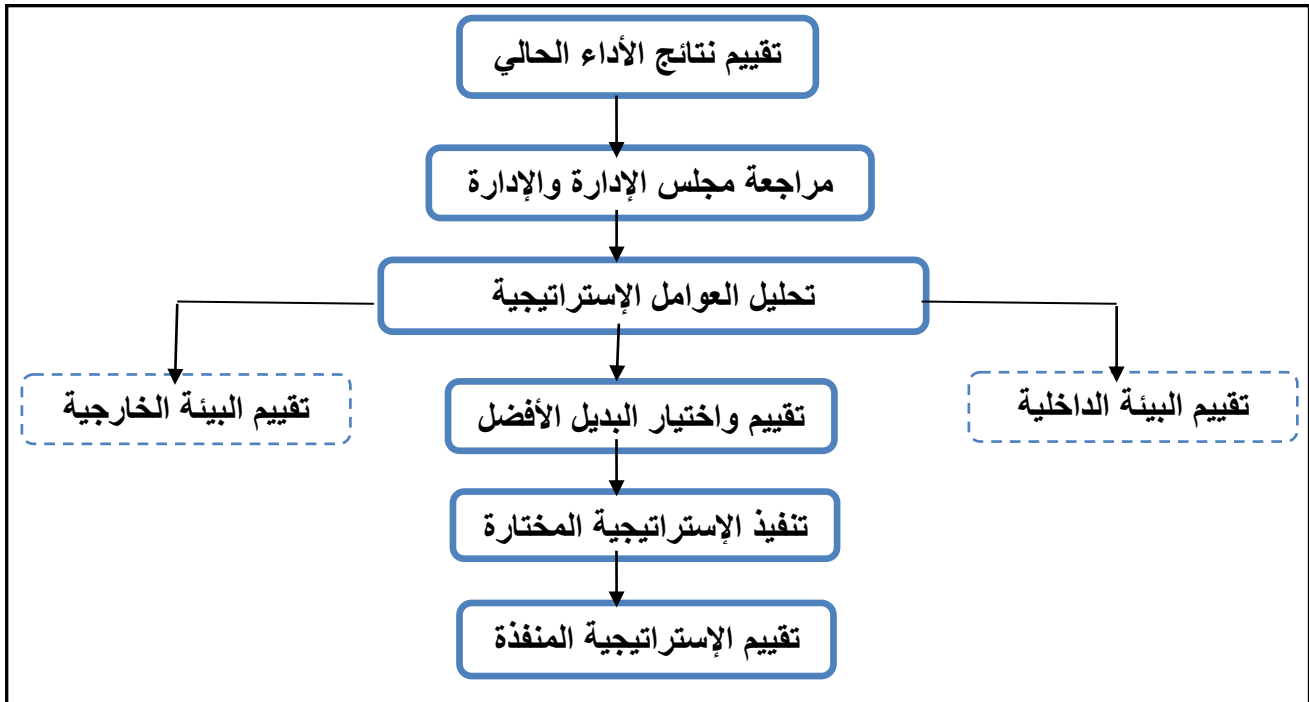 تقييم نتائج الأداء الحالي
مراجعة مجلس الإدارة والإدارة
تحليل العوامل الإستراتيجية
تقييم البيئة الداخلية
تقييم البيئة الخارجية
تقييم واختيار البديل الأفضل
تنفيذ الإستراتيجية المختارة
تقييم الإستراتيجية المنفذة